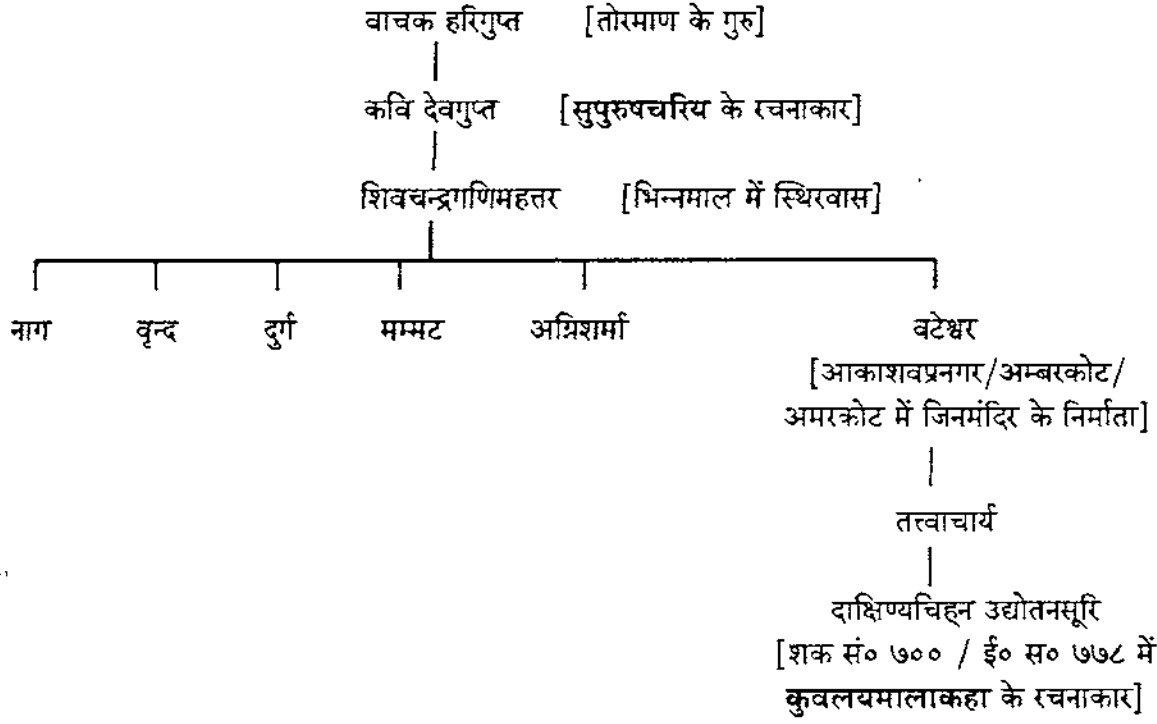 वाचक हरिगुप्त [तोरमाण के गुरु]
कवि देवगुप्त [सुपुरुषचरिय के रचनाकार]
शिवचन्द्रगणिमहत्तर [भिन्नमाल में स्थिरवास]
नाग वृन्द दुर्ग मम्मट अग्निशर्मा वटेश्वर
[आकाशवप्रनगर/अम्बरकोट/
अमरकोट में जिनमंदिर के निर्माता]
तत्त्वाचार्य
दाक्षिण्यचिह्न उद्योतनसूरि
[शक सं० ७०० / ई० स० ७७८ में
कुवलयमालाकहा के रचनाकार]